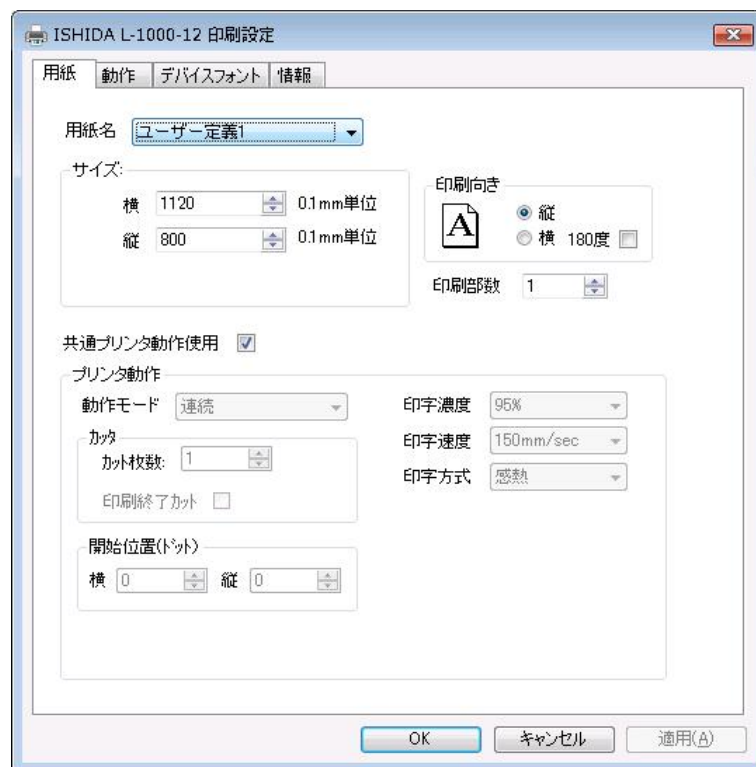 ISHIDA L-1000-12 印刷設定
用紙 動作 デバイスフォント 情報
用紙名 ユーザー定義1
サイズ:
横 1120 0.1mm単位
縦 800 0.1mm単位
印刷向き
A
縦
横 180度
印刷部数 1
共通プリンタ動作使用
プリンタ動作
動作モード 連続
カッタ
カット枚数: 1
印刷終了カット
開始位置(ドット)
横 0 縦 0
印字濃度 95%
印字速度 150mm/sec
印字方式 感熱
OK キャンセル 適用(A)